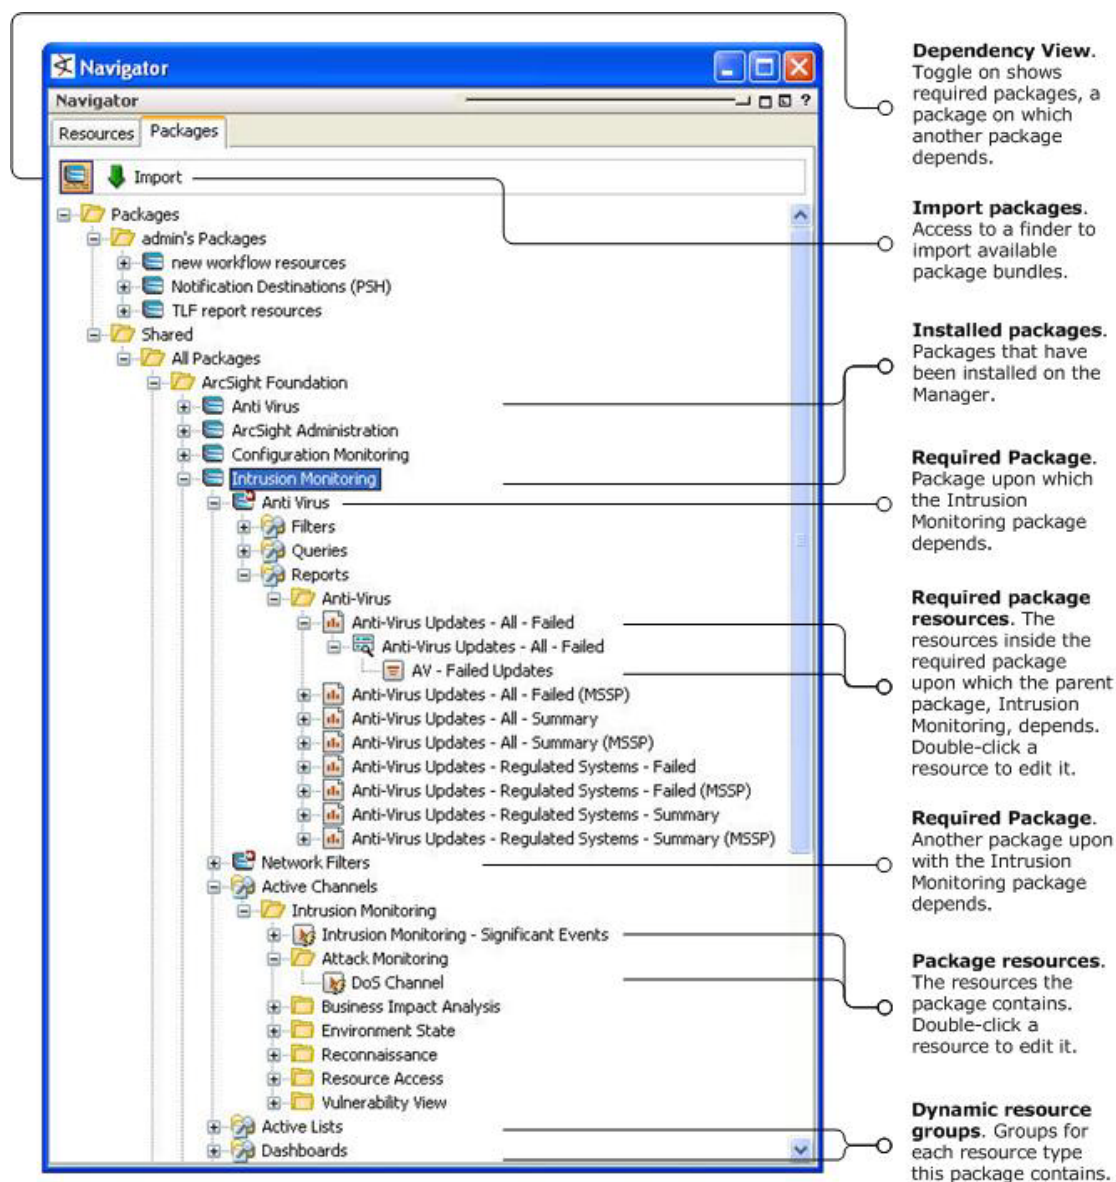 Navigator
Navigator
?
Resources
Packages
Import
Packages
admin's Packages
new workflow resources
Notification Destinations (PSH)
TLF report resources
Shared
All Packages
ArcSight Foundation
Anti Virus
ArcSight Administration
Configuration Monitoring
Intrusion Monitoring
Anti Virus
Filters
Queries
Reports
Anti-Virus
Anti-Virus Updates - All - Failed
Anti-Virus Updates - All - Failed
AV - Failed Updates
Anti-Virus Updates - All - Failed (MSSP)
Anti-Virus Updates - All - Summary
Anti-Virus Updates - All - Summary (MSSP)
Anti-Virus Updates - Regulated Systems - Failed
Anti-Virus Updates - Regulated Systems - Failed (MSSP)
Anti-Virus Updates - Regulated Systems - Summary
Anti-Virus Updates - Regulated Systems - Summary (MSSP)
Network Filters
Active Channels
Intrusion Monitoring
Intrusion Monitoring - Significant Events
Attack Monitoring
DoS Channel
Business Impact Analysis
Environment State
Reconnaissance
Resource Access
Vulnerability View
Active Lists
Dashboards
Dependency View.
Toggle on shows
required packages, a
package on which
another package
depends.
Import packages.
Access to a finder to
import available
package bundles.
Installed packages.
Packages that have
been installed on the
Manager.
Required Package.
Package upon which
the Intrusion
Monitoring package
depends.
Required package
resources. The
resources inside the
required package
upon which the parent
package, Intrusion
Monitoring, depends.
Double-click a
resource to edit it.
Required Package.
Another package upon
with the Intrusion
Monitoring package
depends.
Package resources.
The resources the
package contains.
Double-click a
resource to edit it.
Dynamic resource
groups. Groups for
each resource type
this package contains.